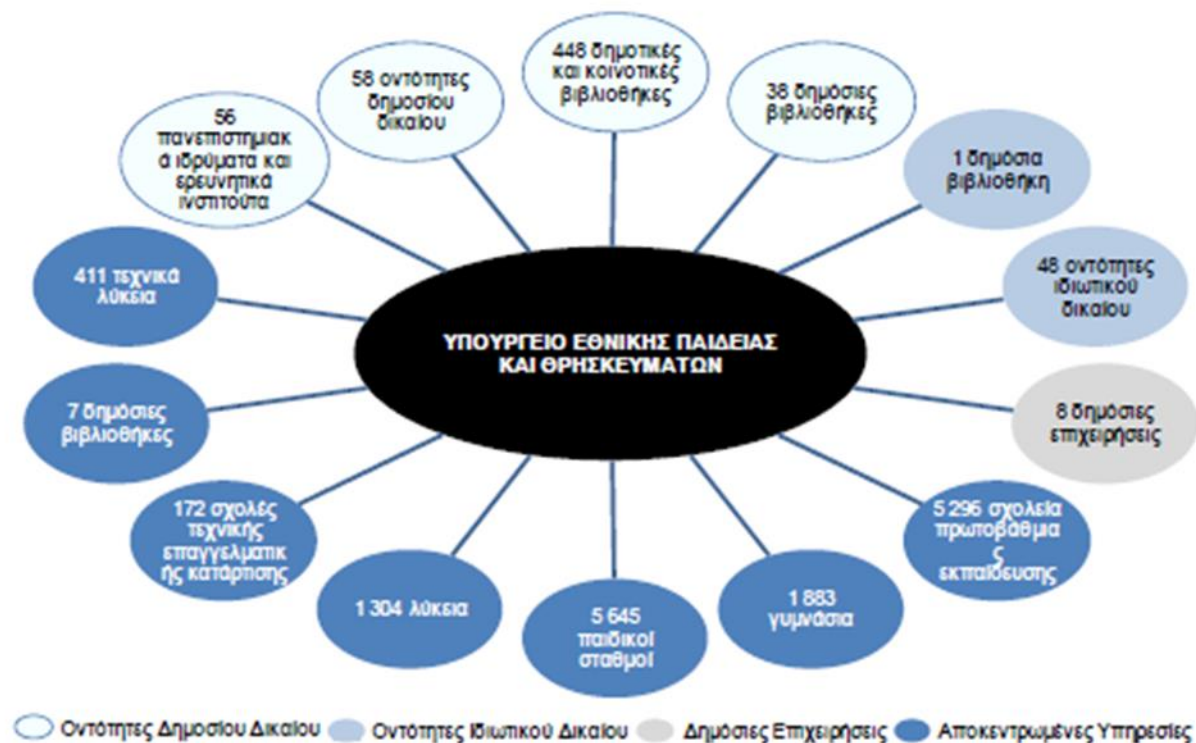 448 δημοτικές
και κοινοτικές
βιβλιοθήκες
58 οντότητες
δημοσίου
δικαίου
38 δημόσιες
βιβλιοθήκες
56
πανεπιστημιακ
ά ιδρύματα και
ερευνητικά
ινστιτούτα
1 δημόσια
βιβλιοθήκη
411 τεχνικά
λύκεια
48 οντότητες
ιδιωτικού
δικαίου
ΥΠΟΥΡΓΕΙΟ ΕΘΝΙΚΗΣ ΠΑΙΔΕΙΑΣ
ΚΑΙ ΘΡΗΣΚΕΥΜΑΤΩΝ
7 δημόσιες
βιβλιοθήκες
8 δημόσιες
επιχειρήσεις
172 σχολές
τεχνικής
επαγγελματικ
ής κατάρτισης
5 296 σχολεία
πρωτοβάθμια
ς
εκπαίδευσης
1 304 λύκεια
5 645
παιδικοί
σταθμοί
1 883
γυμνάσια
Οντότητες Δημοσίου Δικαίου
Οντότητες Ιδιωτικού Δικαίου
Δημόσιες Επιχειρήσεις
Αποκεντρωμένες Υπηρεσίες